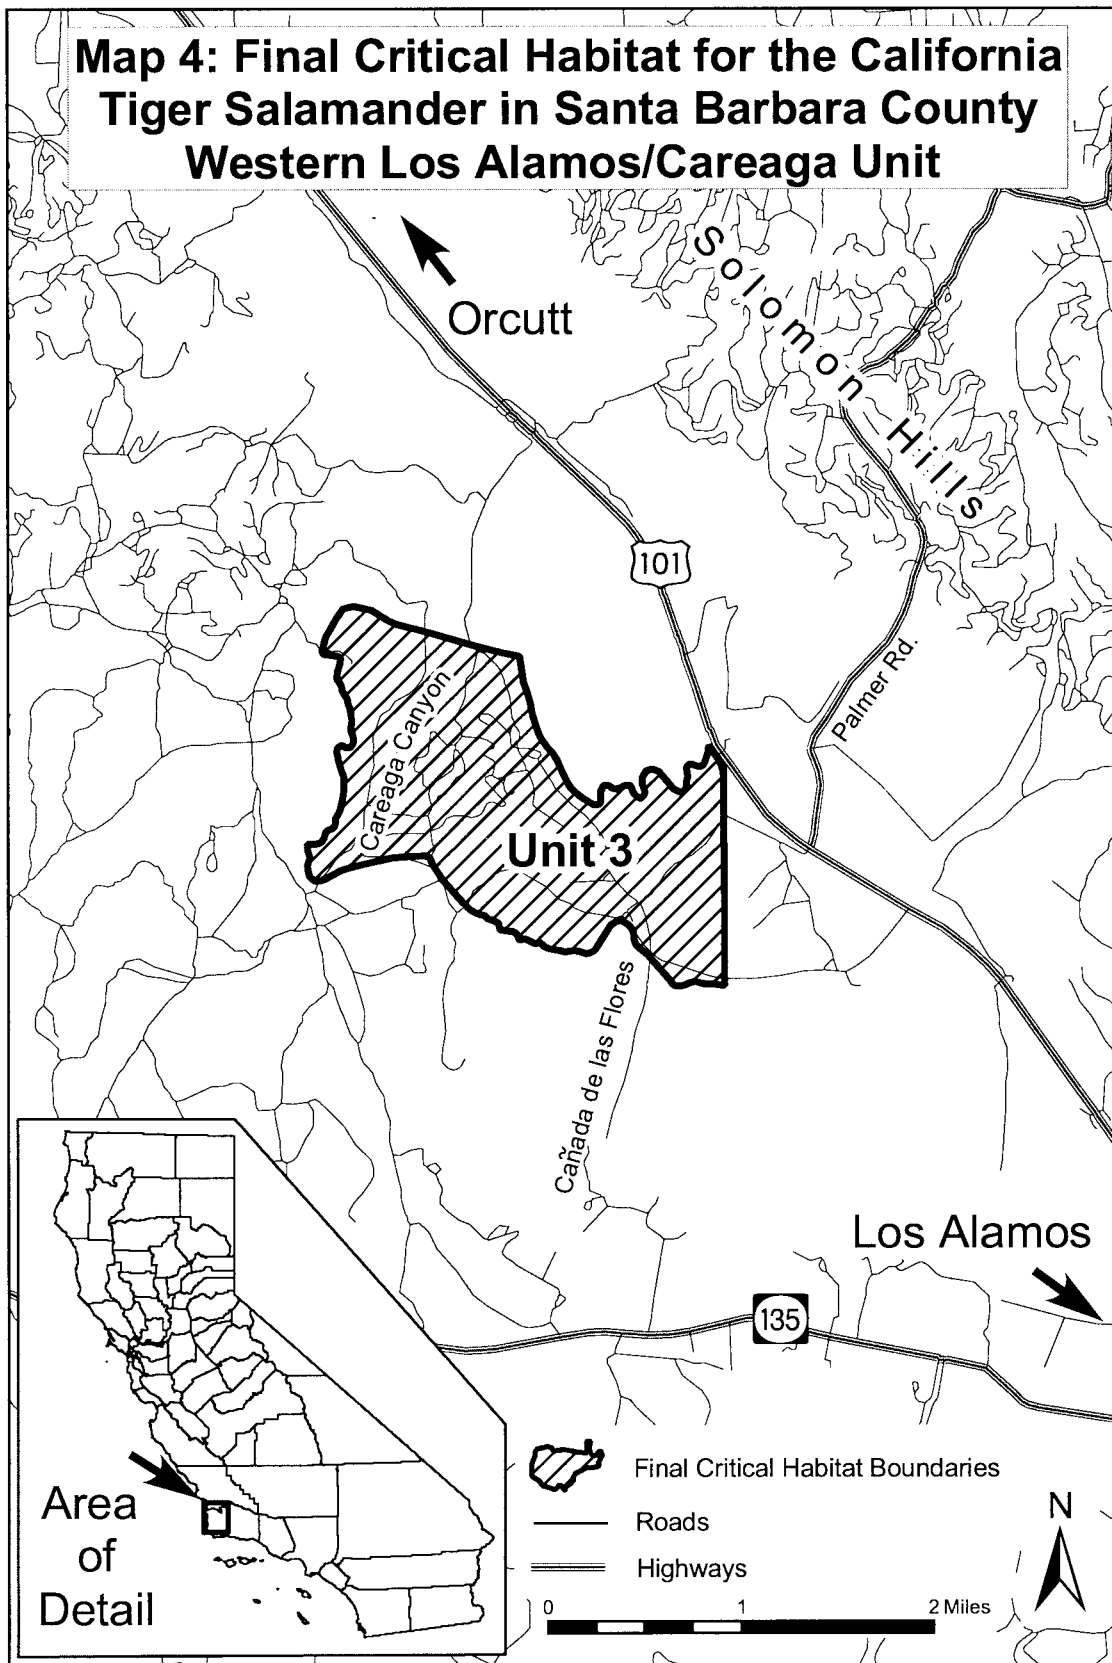 Map 4: Final Critical Habitat for the California
Tiger Salamander in Santa Barbara County
Western Los Alamos/Careaga Unit
Orcutt
Solomon Hills
101
Palmer Rd.
Careaga Canyon
Unit 3
Cañada de las Flores
Los Alamos
135
Area
of
Detail
Final Critical Habitat Boundaries
Roads
Highways
N
0 1 2 Miles